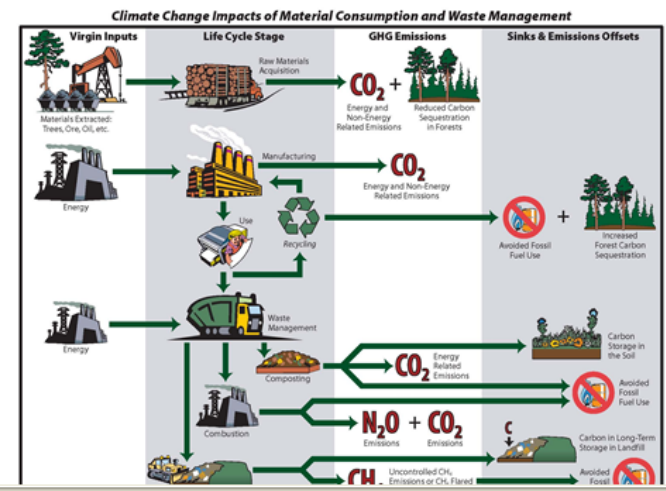 Climate Change Impacts of Material Consumption and Waste Management
Virgin Inputs
Life Cycle Stage
GHG Emissions
Sinks & Emissions Offsets
Raw Materials
Acquisition
CO2 +
Materials Extracted:
Trees, Ore, Oil, etc.
Energy and
Non-Energy
Related Emissions
Reduced Carbon
Sequestration
in Forests
Manufacturing
CO2
Energy and Non-Energy
Related Emissions
Energy
Use
Recycling
+
Avoided Fossil
Fuel Use
Increased
Forest Carbon
Sequestration
Energy
Waste
Management
Composting
CO2
Energy
Related
Emissions
Carbon
Storage in
the Soil
Avoided
Fossil
Fuel Use
Combustion
N2O + CO2
Emissions
Emissions
C
Carbon in Long-Term
Storage in Landfill
CH
Uncontrolled CH4
Emissions or CH4 Flared
Avoided
Fossil